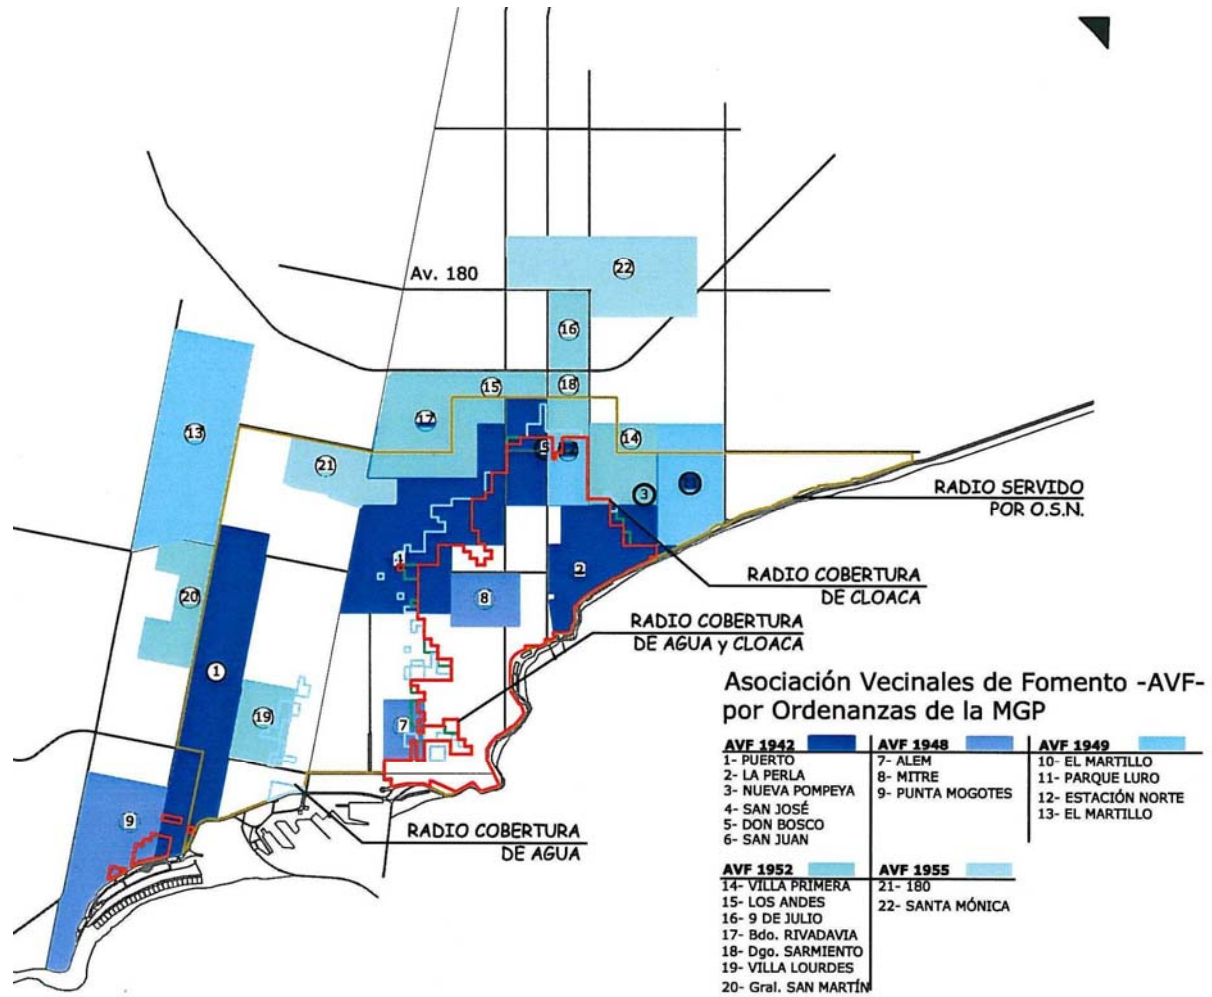 22
Av. 180
16
15
18
17
14
13
5
21
11
3
RADIO SERVIDO
POR O.S.N.
4
2
RADIO COBERTURA
DE CLOACA
20
8
RADIO COBERTURA
DE AGUA y CLOACA
1
19
7
9
RADIO COBERTURA
DE AGUA
Asociación Vecinales de Fomento -AVF-
por Ordenanzas de la MGP
AVF 1942
1- PUERTO
2- LA PERLA
3- NUEVA POMPEYA
4- SAN JOSÉ
5- DON BOSCO
6- SAN JUAN
AVF 1948
7- ALEM
8- MITRE
9- PUNTA MOGOTES
AVF 1949
10- EL MARTILLO
11- PARQUE LURO
12- ESTACIÓN NORTE
13- EL MARTILLO
AVF 1952
14- VILLA PRIMERA
15- LOS ANDES
16- 9 DE JULIO
17- Bdo. RIVADAVIA
18- Dgo. SARMIENTO
19- VILLA LOURDES
20- Gral. SAN MARTÍN
AVF 1955
21- 180
22- SANTA MÓNICA